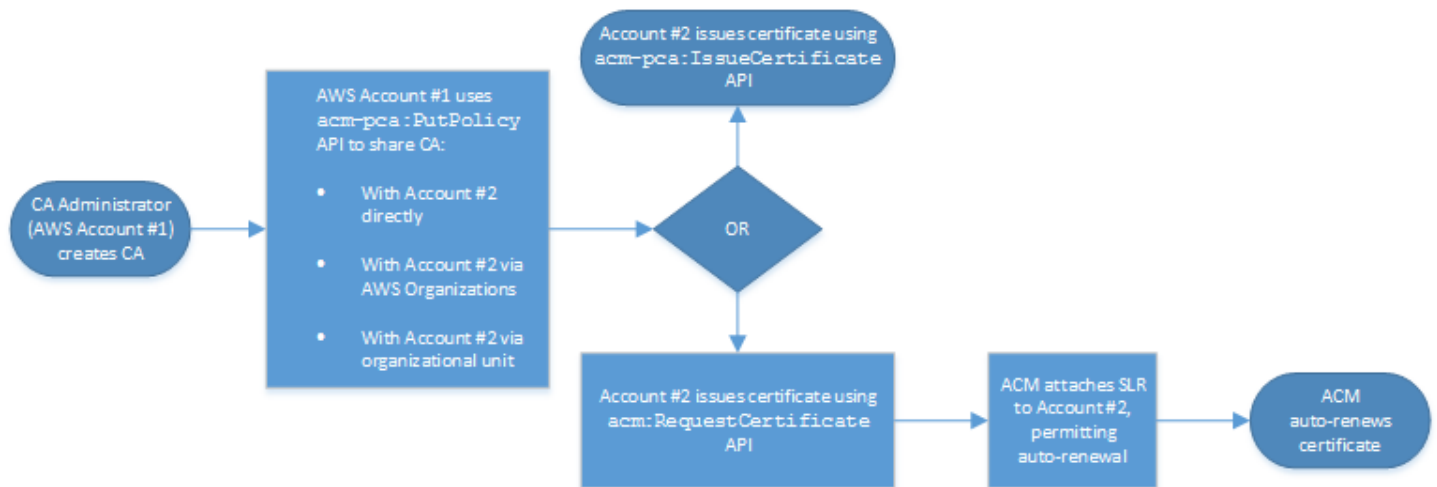 CA Administrator
(AWS Account #1)
creates CA
AWS Account #1 uses
acm-pca:PutPolicy
API to share CA:
• With Account #2
directly
• With Account #2 via
AWS Organizations
• With Account #2 via
organizational unit
OR
Account #2 issues certificate using
acm-pca:IssueCertificate
API
Account #2 issues certificate using
acm:RequestCertificate
API
ACM attaches SLR
to Account #2,
permitting
auto-renewal
ACM
auto-renews
certificate